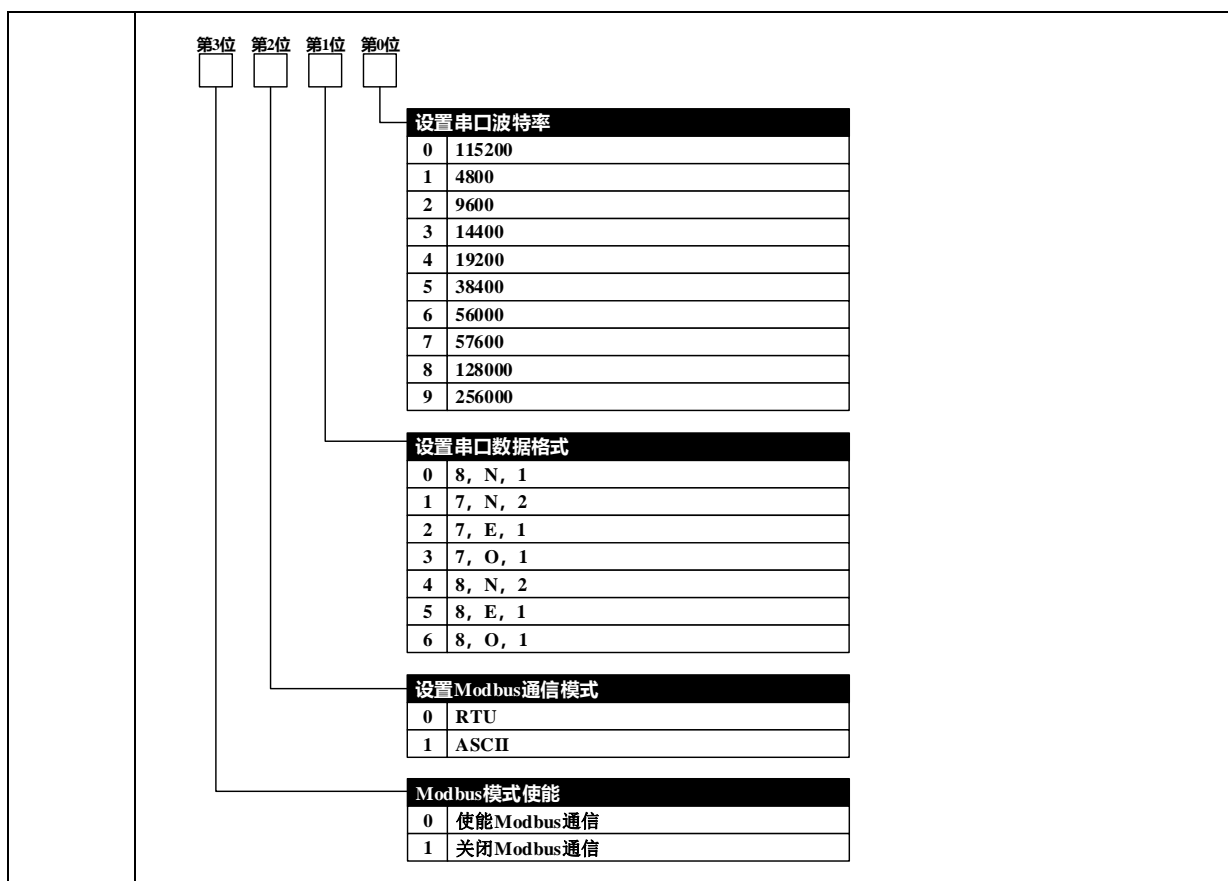 第3位 第2位 第1位 第0位
设置串口波特率
0 115200
1 4800
2 9600
3 14400
4 19200
5 38400
6 56000
7 57600
8 128000
9 256000
设置串口数据格式
0 8，N，1
1 7，N，2
2 7，E，1
3 7，O，1
4 8，N，2
5 8，E，1
6 8，O，1
设置Modbus通信模式
0 RTU
1 ASCII
Modbus模式使能
0 使能Modbus通信
1 关闭Modbus通信